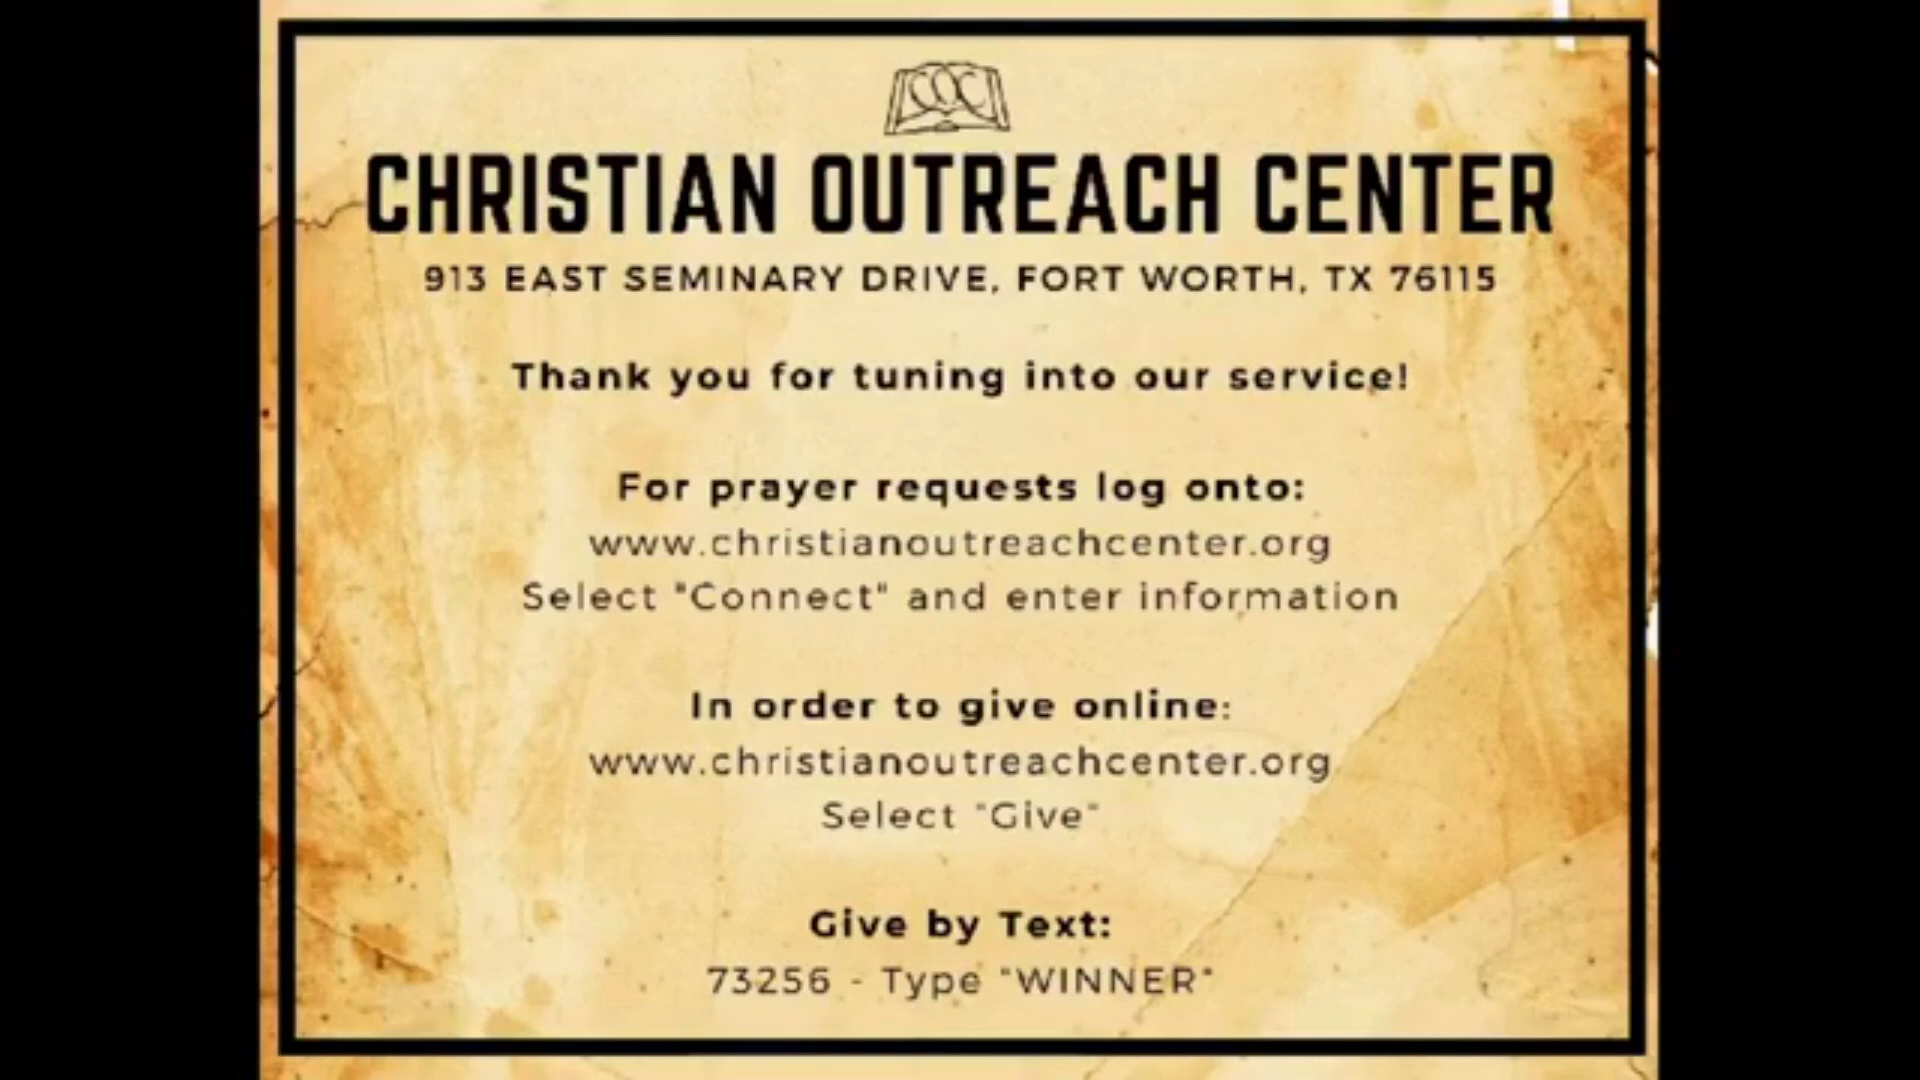 COC
CHRISTIAN OUTREACH CENTER
913 EAST SEMINARY DRIVE, FORT WORTH, TX 76115
Thank you for tuning into our service!
For prayer requests log onto:
www.christianoutreachcenter.org
Select "Connect" and enter information
In order to give online:
www.christianoutreachcenter.org
Select "Give"
Give by Text:
73256 - Type "WINNER"